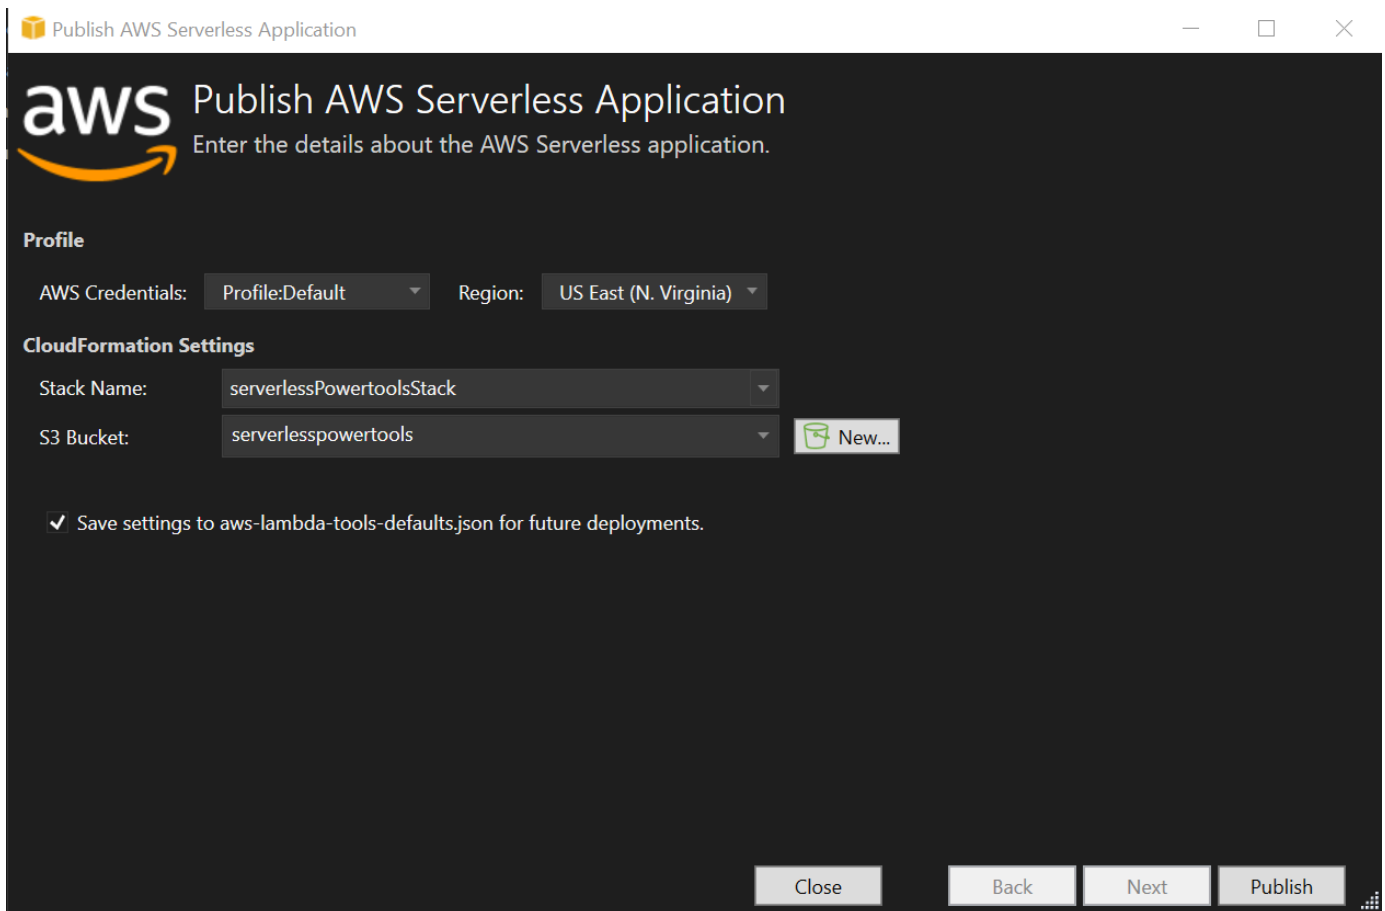 Publish AWS Serverless Application
aws
Publish AWS Serverless Application
Enter the details about the AWS Serverless application.
Profile
AWS Credentials: Profile:Default Region: US East (N. Virginia)
CloudFormation Settings
Stack Name: serverlessPowertoolsStack
S3 Bucket: serverlesspowertools New...
Save settings to aws-lambda-tools-defaults.json for future deployments.
Close Back Next Publish